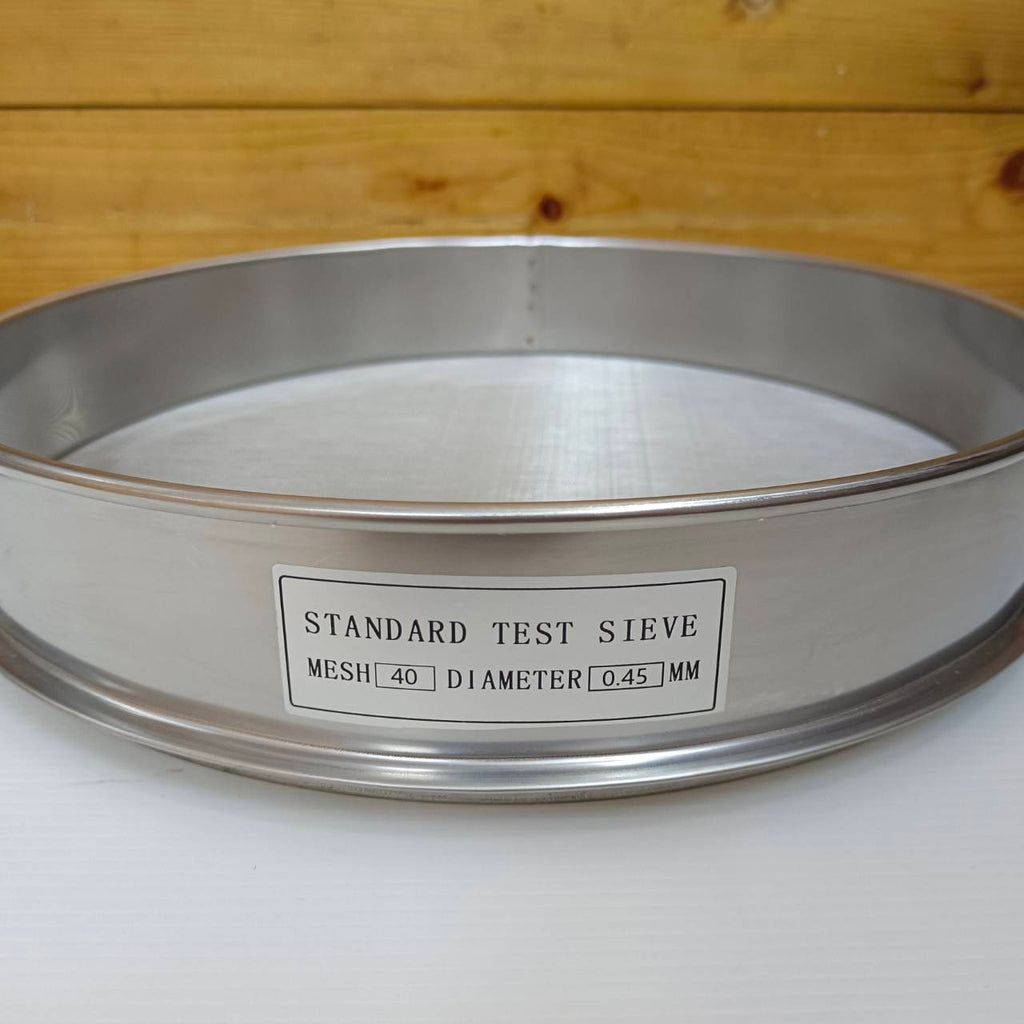 STANDARD TEST SIEVE
MESH 40 DIAMETER 0.45 MM